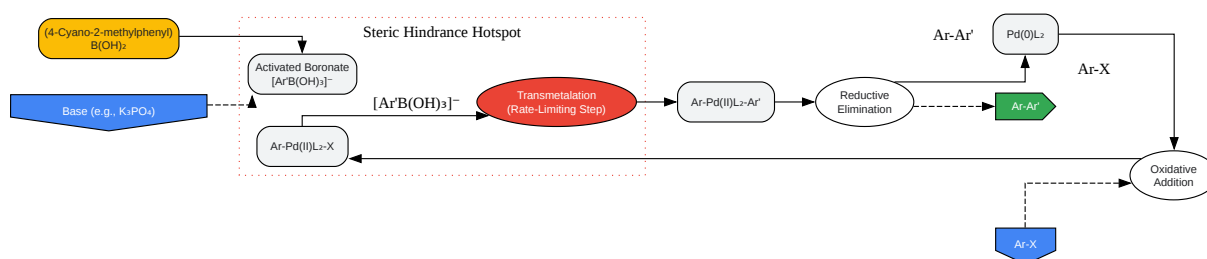 (4-Cyano-2-methylphenyl)
B(OH)₂
Steric Hindrance Hotspot
Ar-Ar'
Pd(0)L₂
Activated Boronate
[Ar'B(OH)₃]⁻
Ar-X
Base (e.g., K₃PO₄)
[Ar'B(OH)₃]⁻
Transmetalation
(Rate-Limiting Step)
Ar-Pd(II)L₂-Ar'
Reductive
Elimination
Ar-Ar'
Ar-Pd(II)L₂-X
Oxidative
Addition
Ar-X